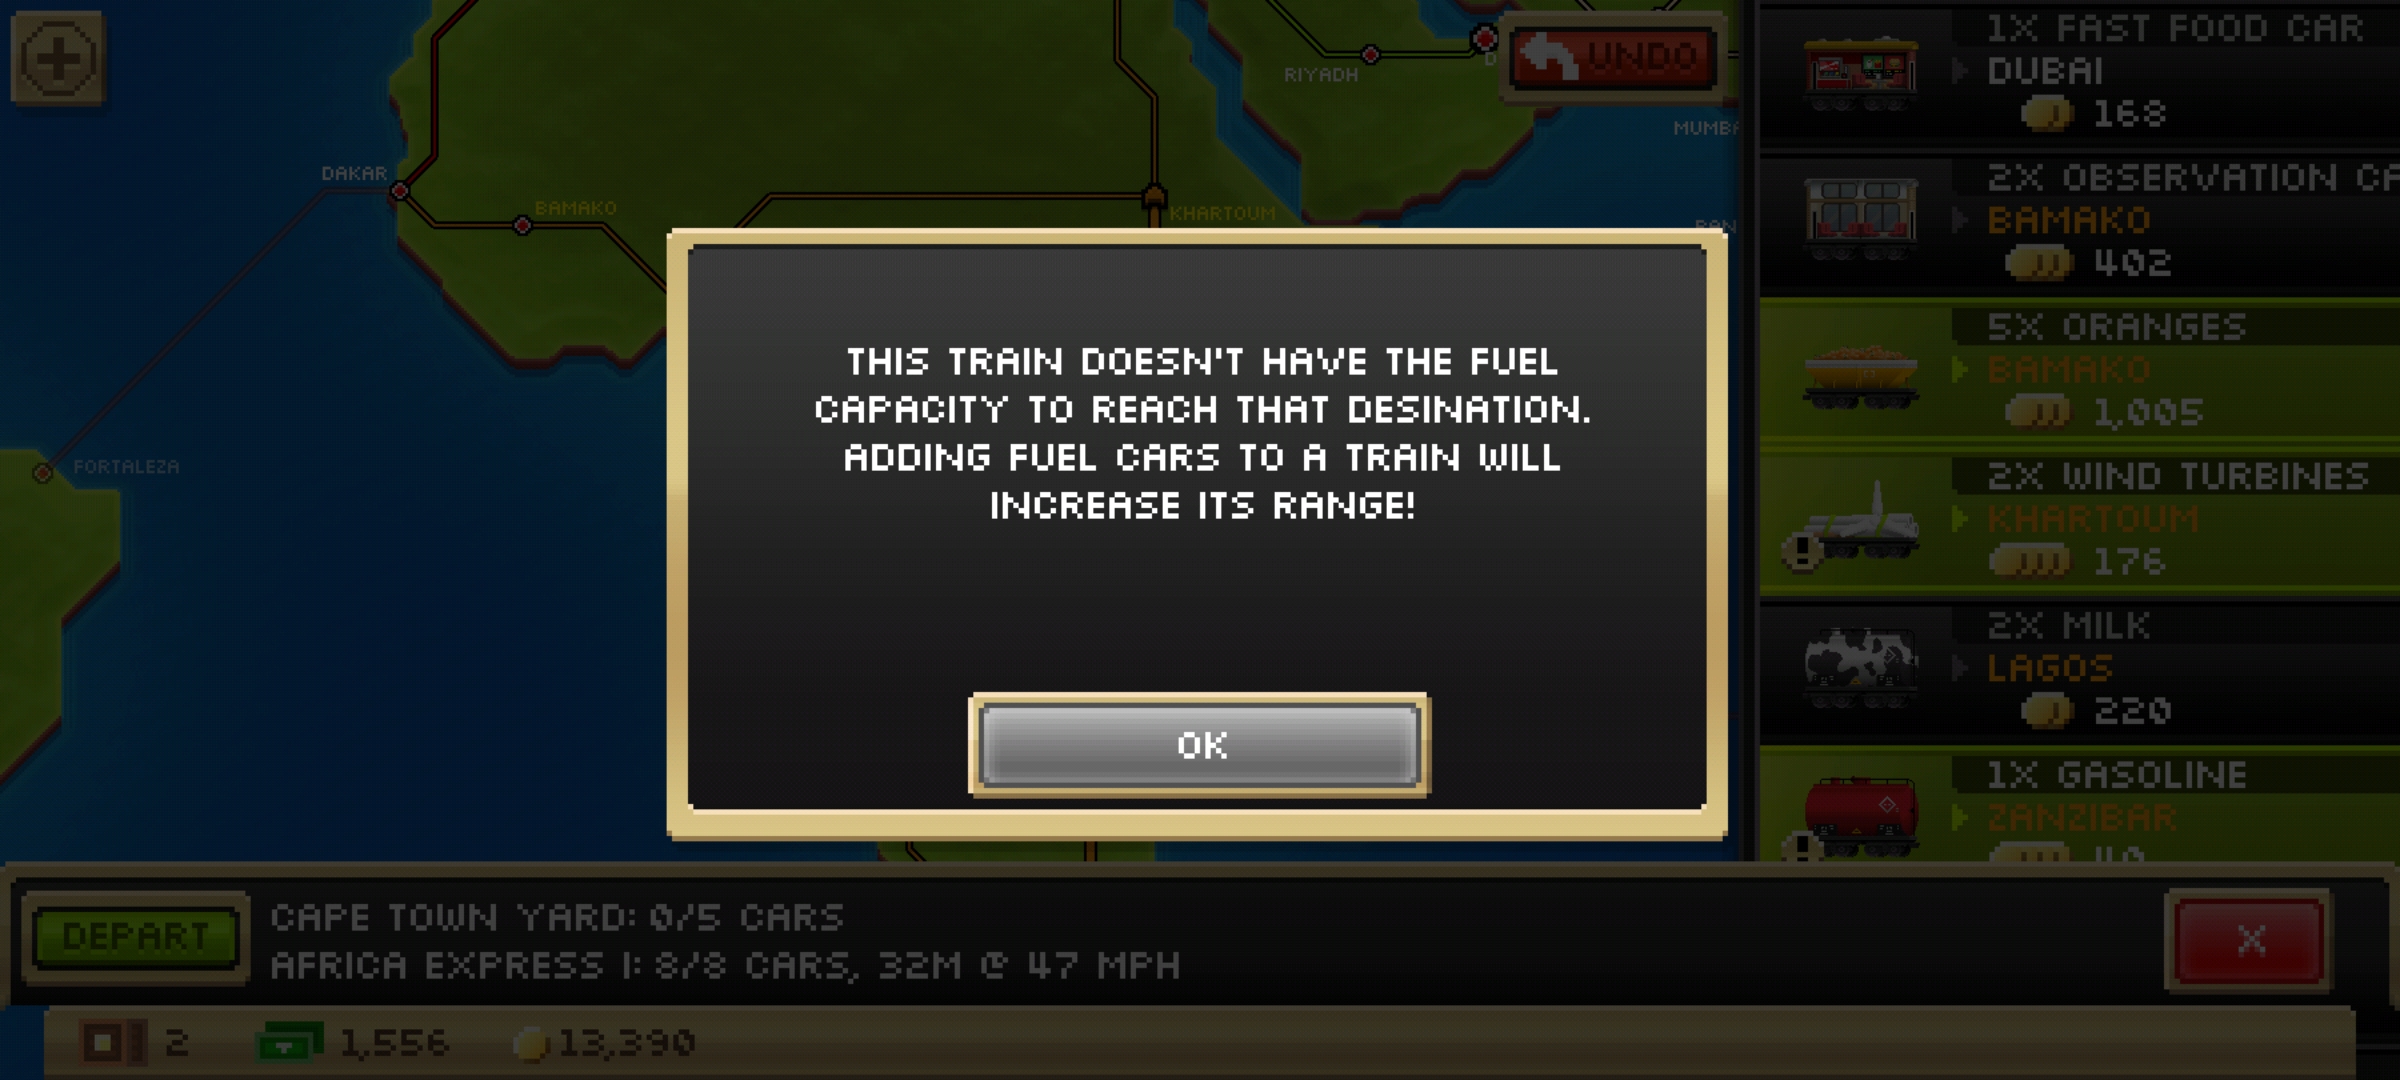 1X FAST FOOD CAR
DUBAI
168
UNDO
RIYADH
MUMBA
DAKAR
BAMAKO
KHARTOUM
2X OBSERVATION CA
BAMAKO
402
THIS TRAIN DOESN'T HAVE THE FUEL
CAPACITY TO REACH THAT DESINATION.
ADDING FUEL CARS TO A TRAIN WILL
INCREASE ITS RANGE!
OK
5X ORANGES
BAMAKO
1,005
FORTALEZA
2X WIND TURBINES
KHARTOUM
176
2X MILK
LAGOS
220
1X GASOLINE
ZANZIBAR
40
DEPART
CAPE TOWN YARD: 0/5 CARS
AFRICA EXPRESS I: 8/8 CARS, 32M @ 47 MPH
X
2
1,556
13,390